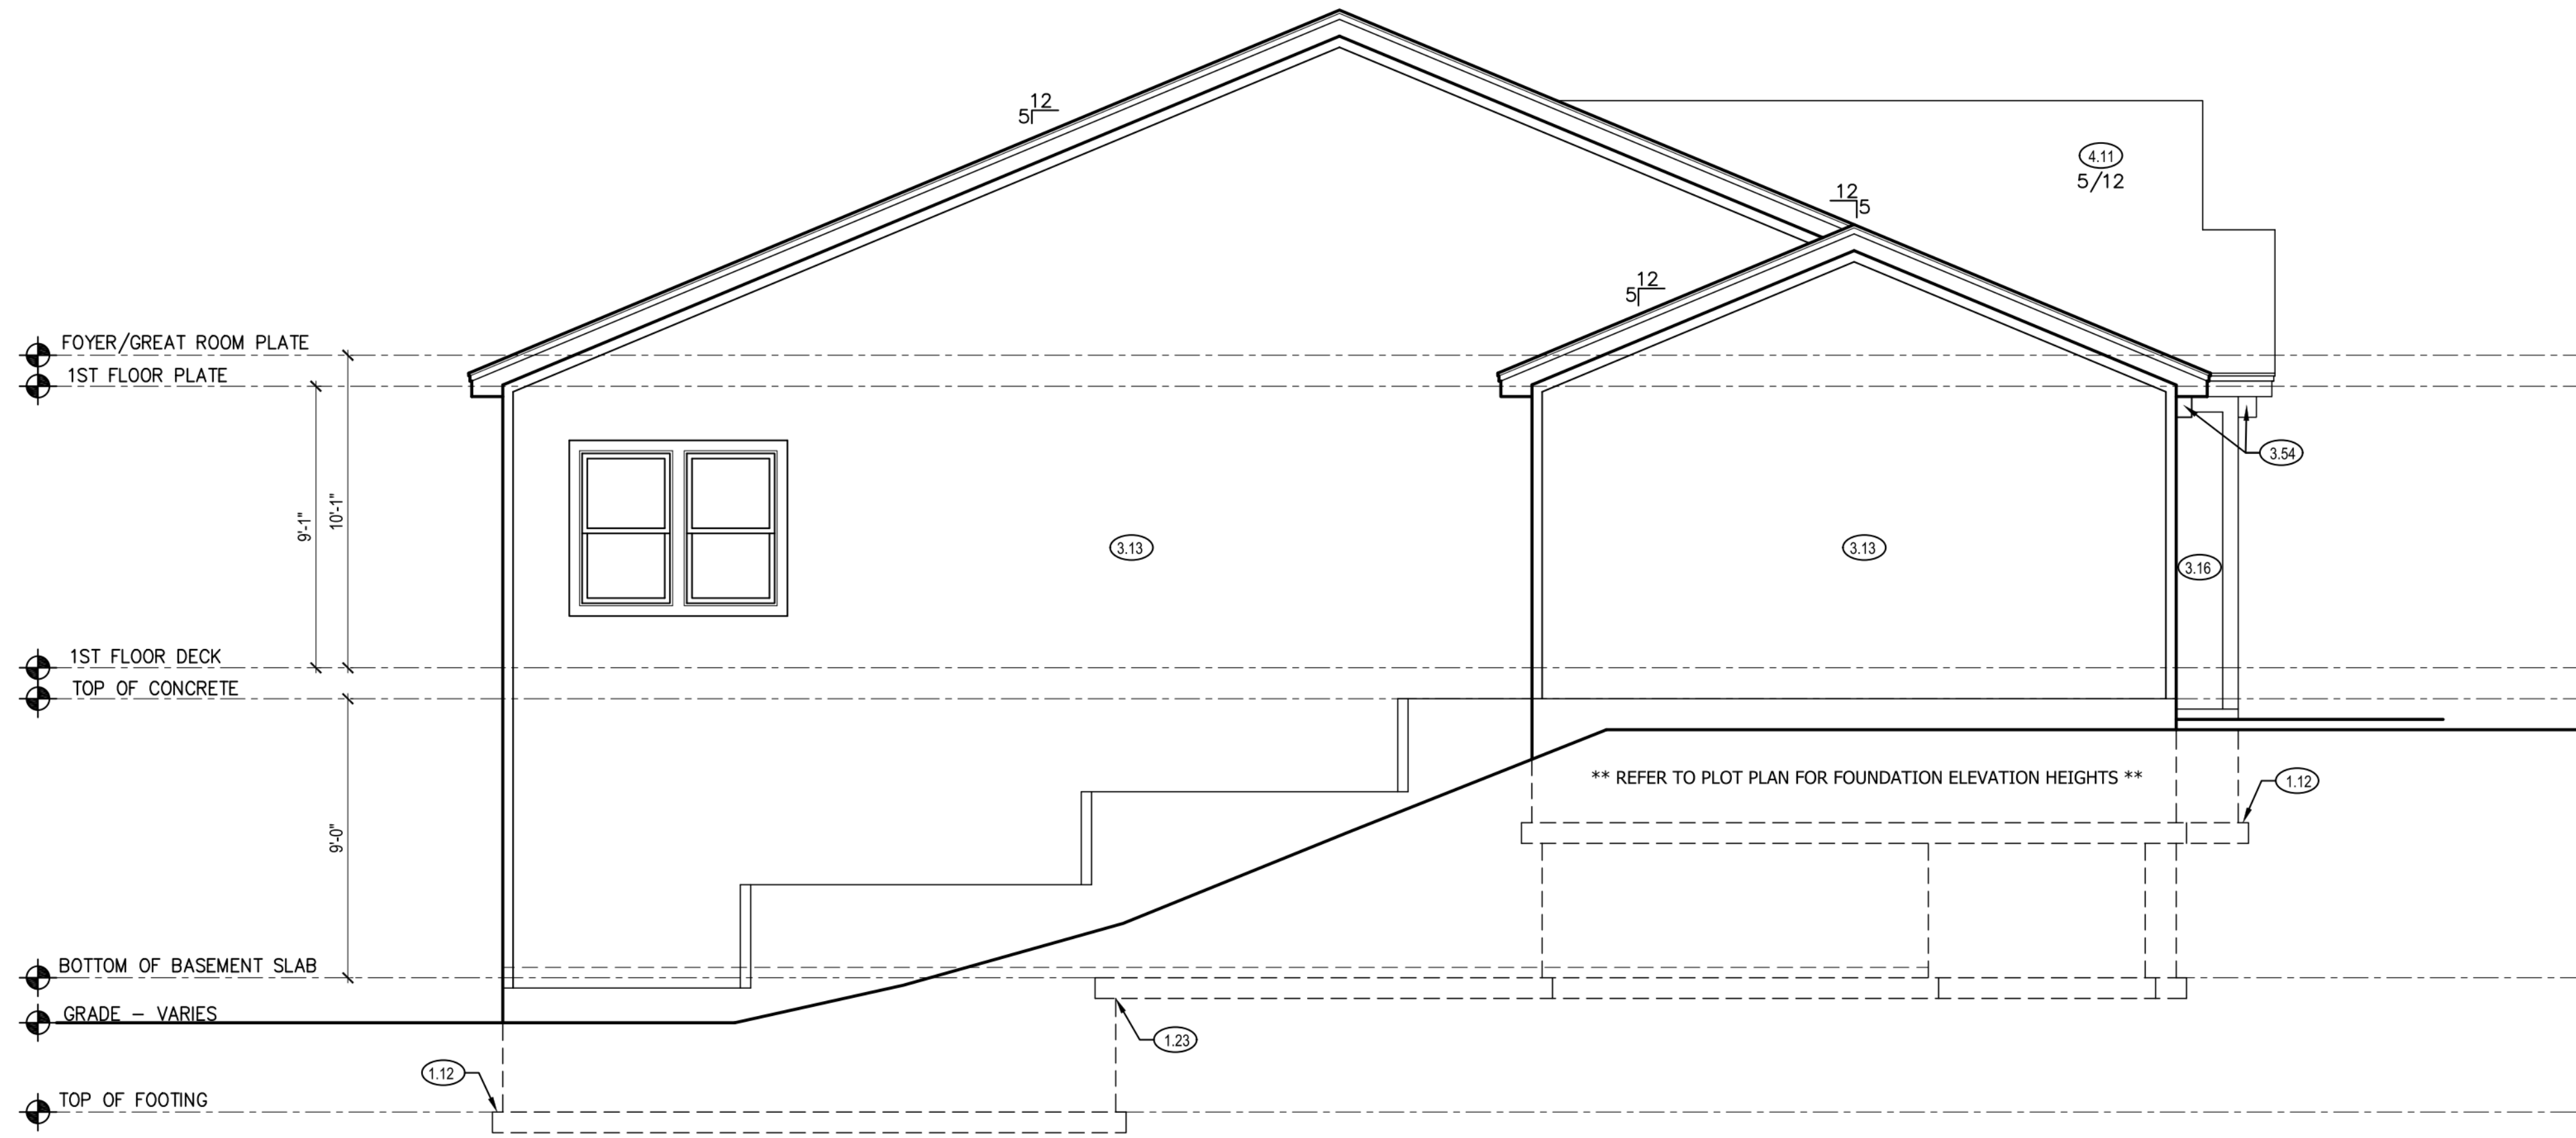 12
5
4.11
5/12
12
5
12
5
FOYER/GREAT ROOM PLATE
1ST FLOOR PLATE
3.54
9'-1"
10'-1"
3.13
3.13
3.16
1ST FLOOR DECK
TOP OF CONCRETE
** REFER TO PLOT PLAN FOR FOUNDATION ELEVATION HEIGHTS **
1.12
9'-0"
BOTTOM OF BASEMENT SLAB
GRADE - VARIES
1.23
1.12
TOP OF FOOTING